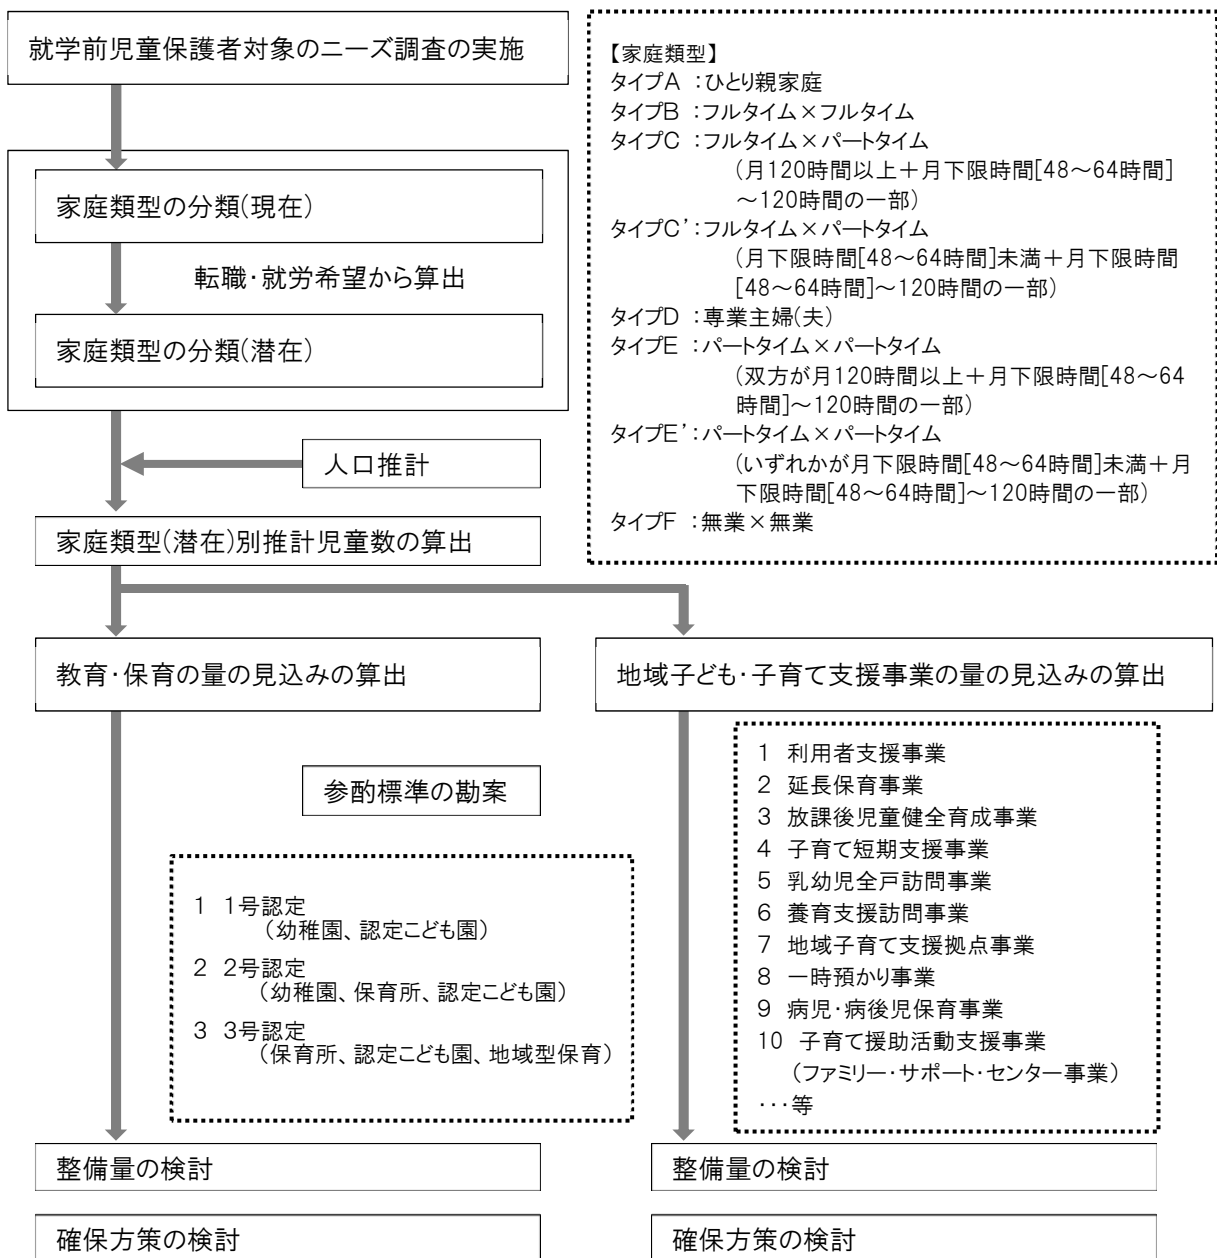 就学前児童保護者対象のニーズ調査の実施
家庭類型の分類(現在)
転職・就労希望から算出
家庭類型の分類(潜在)
人口推計
家庭類型(潜在)別推計児童数の算出
【家庭類型】
タイプA ：ひとり親家庭
タイプB ：フルタイム×フルタイム
タイプC ：フルタイム×パートタイム
(月120時間以上＋月下限時間[48～64時間]
～120時間の一部)
タイプC’：フルタイム×パートタイム
(月下限時間[48～64時間]未満＋月下限時間
[48～64時間]～120時間の一部)
タイプD ：専業主婦(夫)
タイプE ：パートタイム×パートタイム
(双方が月120時間以上＋月下限時間[48～64
時間]～120時間の一部)
タイプE’：パートタイム×パートタイム
(いずれかが月下限時間[48～64時間]未満＋月
下限時間[48～64時間]～120時間の一部)
タイプF ：無業×無業
教育・保育の量の見込みの算出
参酌標準の勘案
1 1号認定
(幼稚園、認定こども園)
2 2号認定
(幼稚園、保育所、認定こども園)
3 3号認定
(保育所、認定こども園、地域型保育)
整備量の検討
確保方策の検討
地域子ども・子育て支援事業の量の見込みの算出
1 利用者支援事業
2 延長保育事業
3 放課後児童健全育成事業
4 子育て短期支援事業
5 乳幼児全戸訪問事業
6 養育支援訪問事業
7 地域子育て支援拠点事業
8 一時預かり事業
9 病児・病後児保育事業
10 子育て援助活動支援事業
(ファミリー・サポート・センター事業)
・・・等
整備量の検討
確保方策の検討